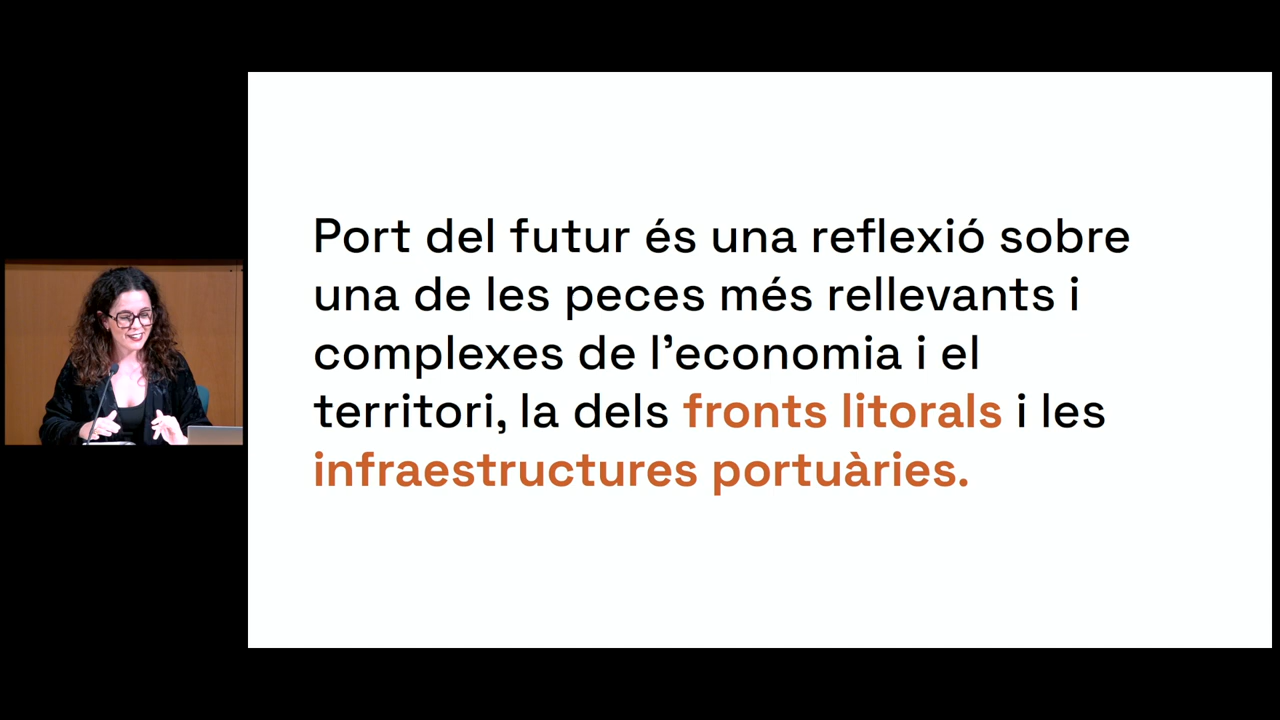 Port del futur és una reflexió sobre
una de les peces més rellevants i
complexes de l’economia i el
territori, la dels fronts litorals i les
infraestructures portuàries.